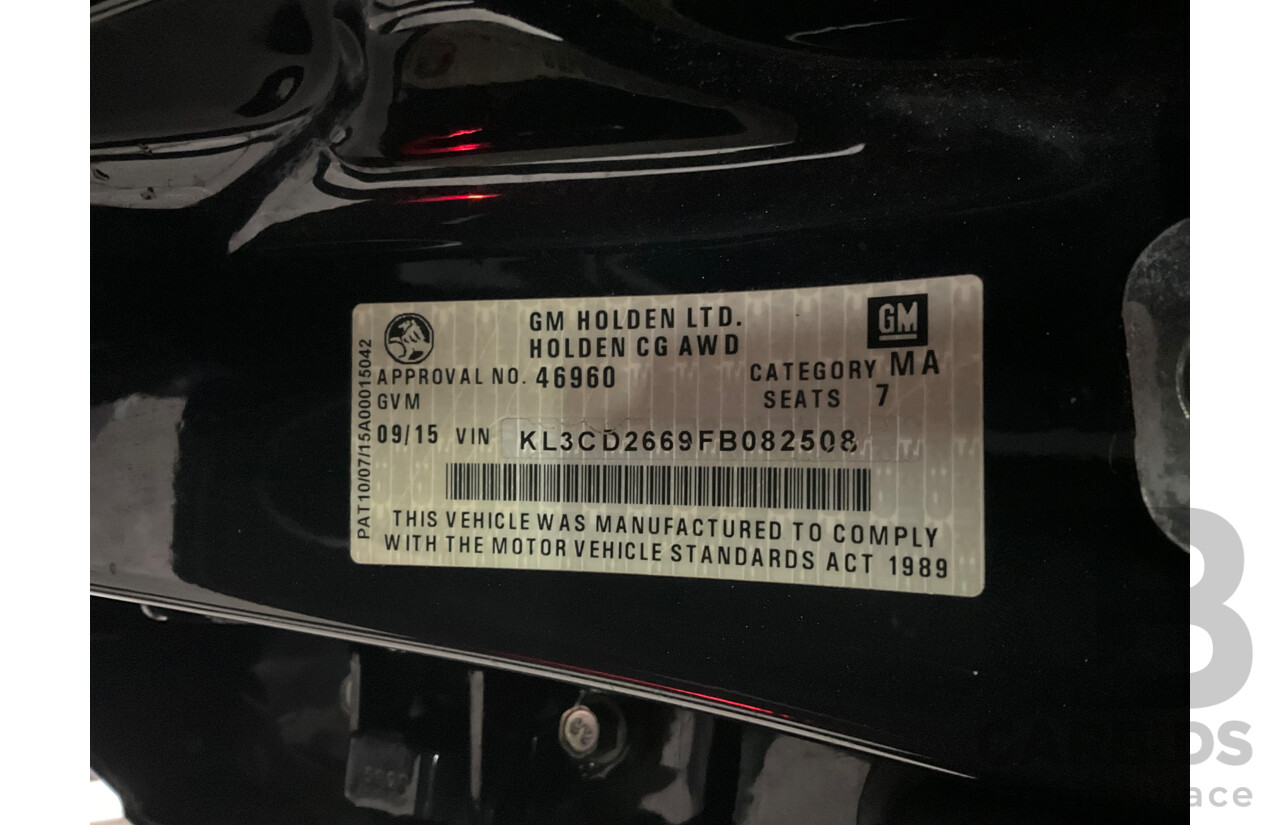 GM HOLDEN LTD.
HOLDEN CG AWD
GM
APPROVAL NO. 46960
CATEGORY MA
GVM
SEATS 7
09/15 VIN KL3CD2669FB082508
THIS VEHICLE WAS MANUFACTURED TO COMPLY
WITH THE MOTOR VEHICLE STANDARDS ACT 1989
PAT10/07/15A00015042